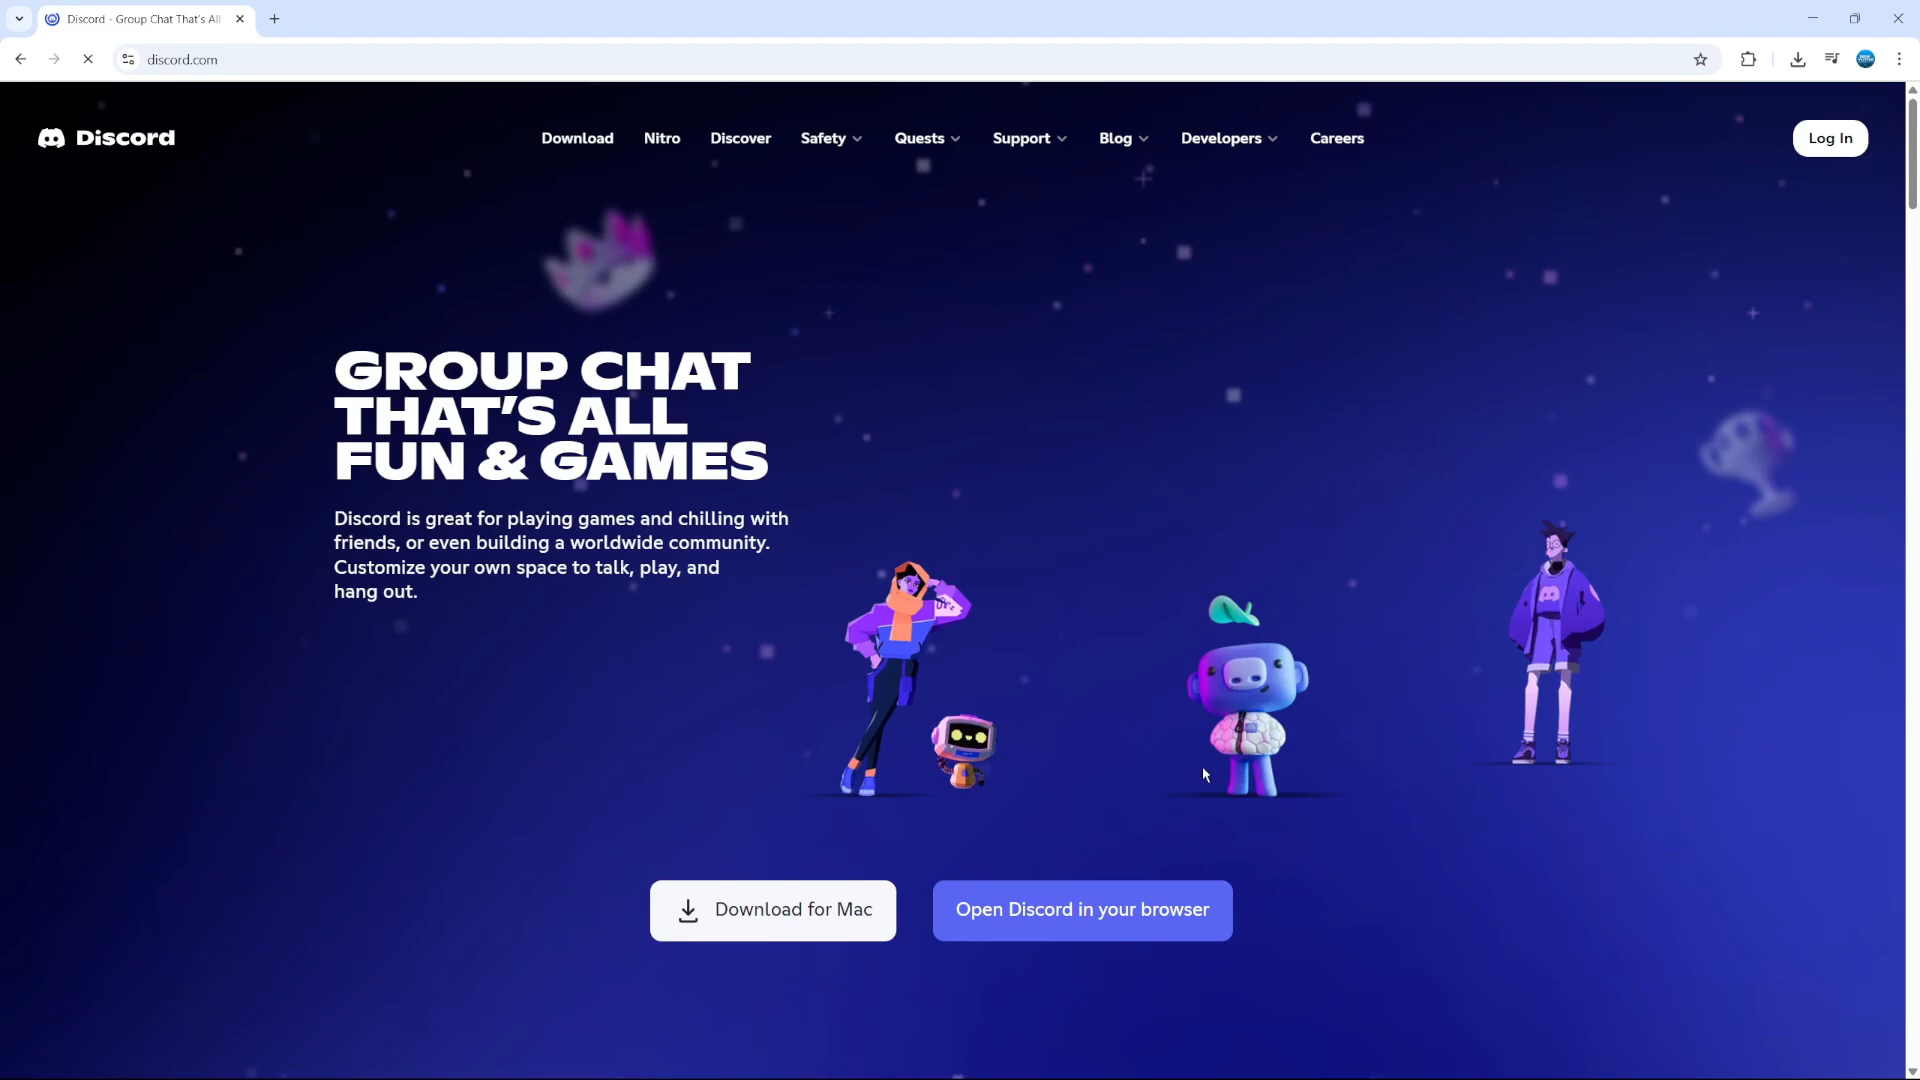 Discord - Group Chat That's All
discord.com
Discord
Download
Nitro
Discover
Safety
Quests
Support
Blog
Developers
Careers
Log In
GROUP CHAT
THAT'S ALL
FUN & GAMES
Discord is great for playing games and chilling with
friends, or even building a worldwide community.
Customize your own space to talk, play, and
hang out.
Download for Mac
Open Discord in your browser